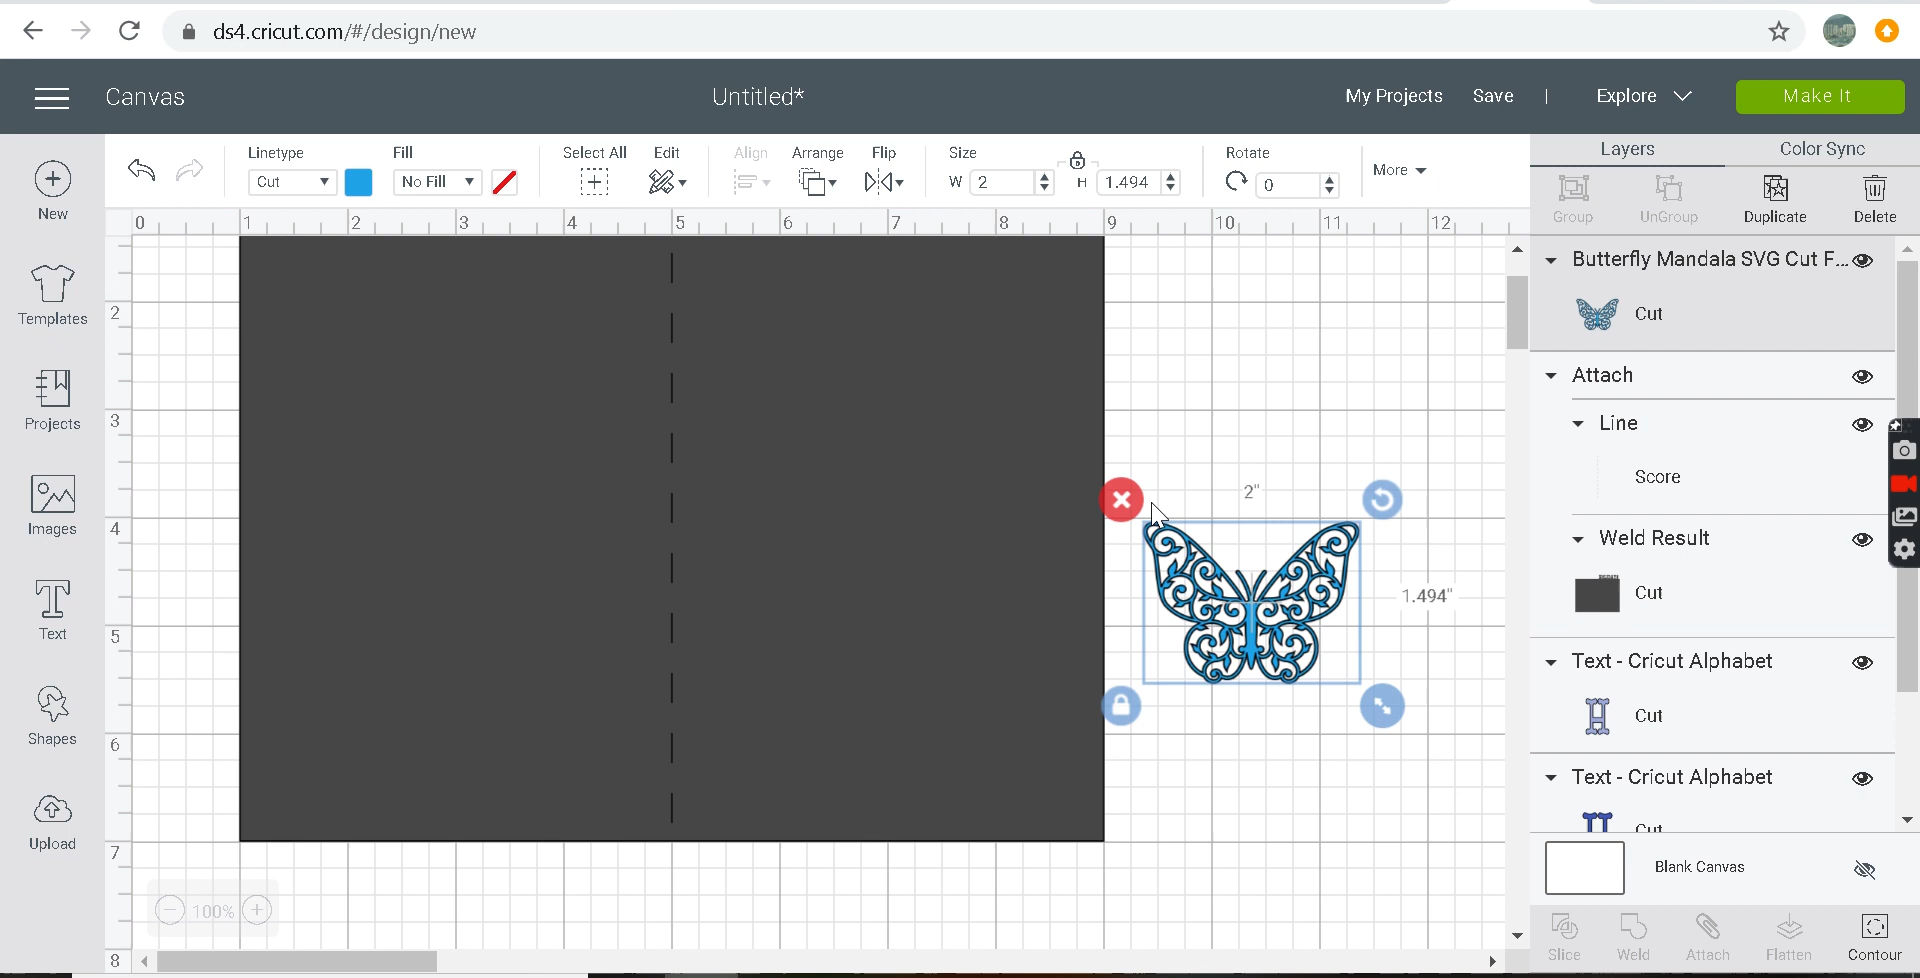 ds4.cricut.com/#/design/new
Canvas
Untitled*
My Projects
Save
|
Explore
Make It
Linetype
Fill
Select All
Edit
Align
Arrange
Flip
Size
Rotate
More
Cut
No Fill
W 2
H 1.494
0
Layers
Color Sync
Group
UnGroup
Duplicate
Delete
New
Templates
Projects
Images
Text
Shapes
Upload
0 1 2 3 4 5 6 7 8 9 10 11 12
2
3
4
5
6
7
8
2"
1.494"
100%
Butterfly Mandala SVG Cut F...
Cut
Attach
Line
Score
Weld Result
Cut
Text - Cricut Alphabet
Cut
Text - Cricut Alphabet
Cut
Blank Canvas
Slice
Weld
Attach
Flatten
Contour